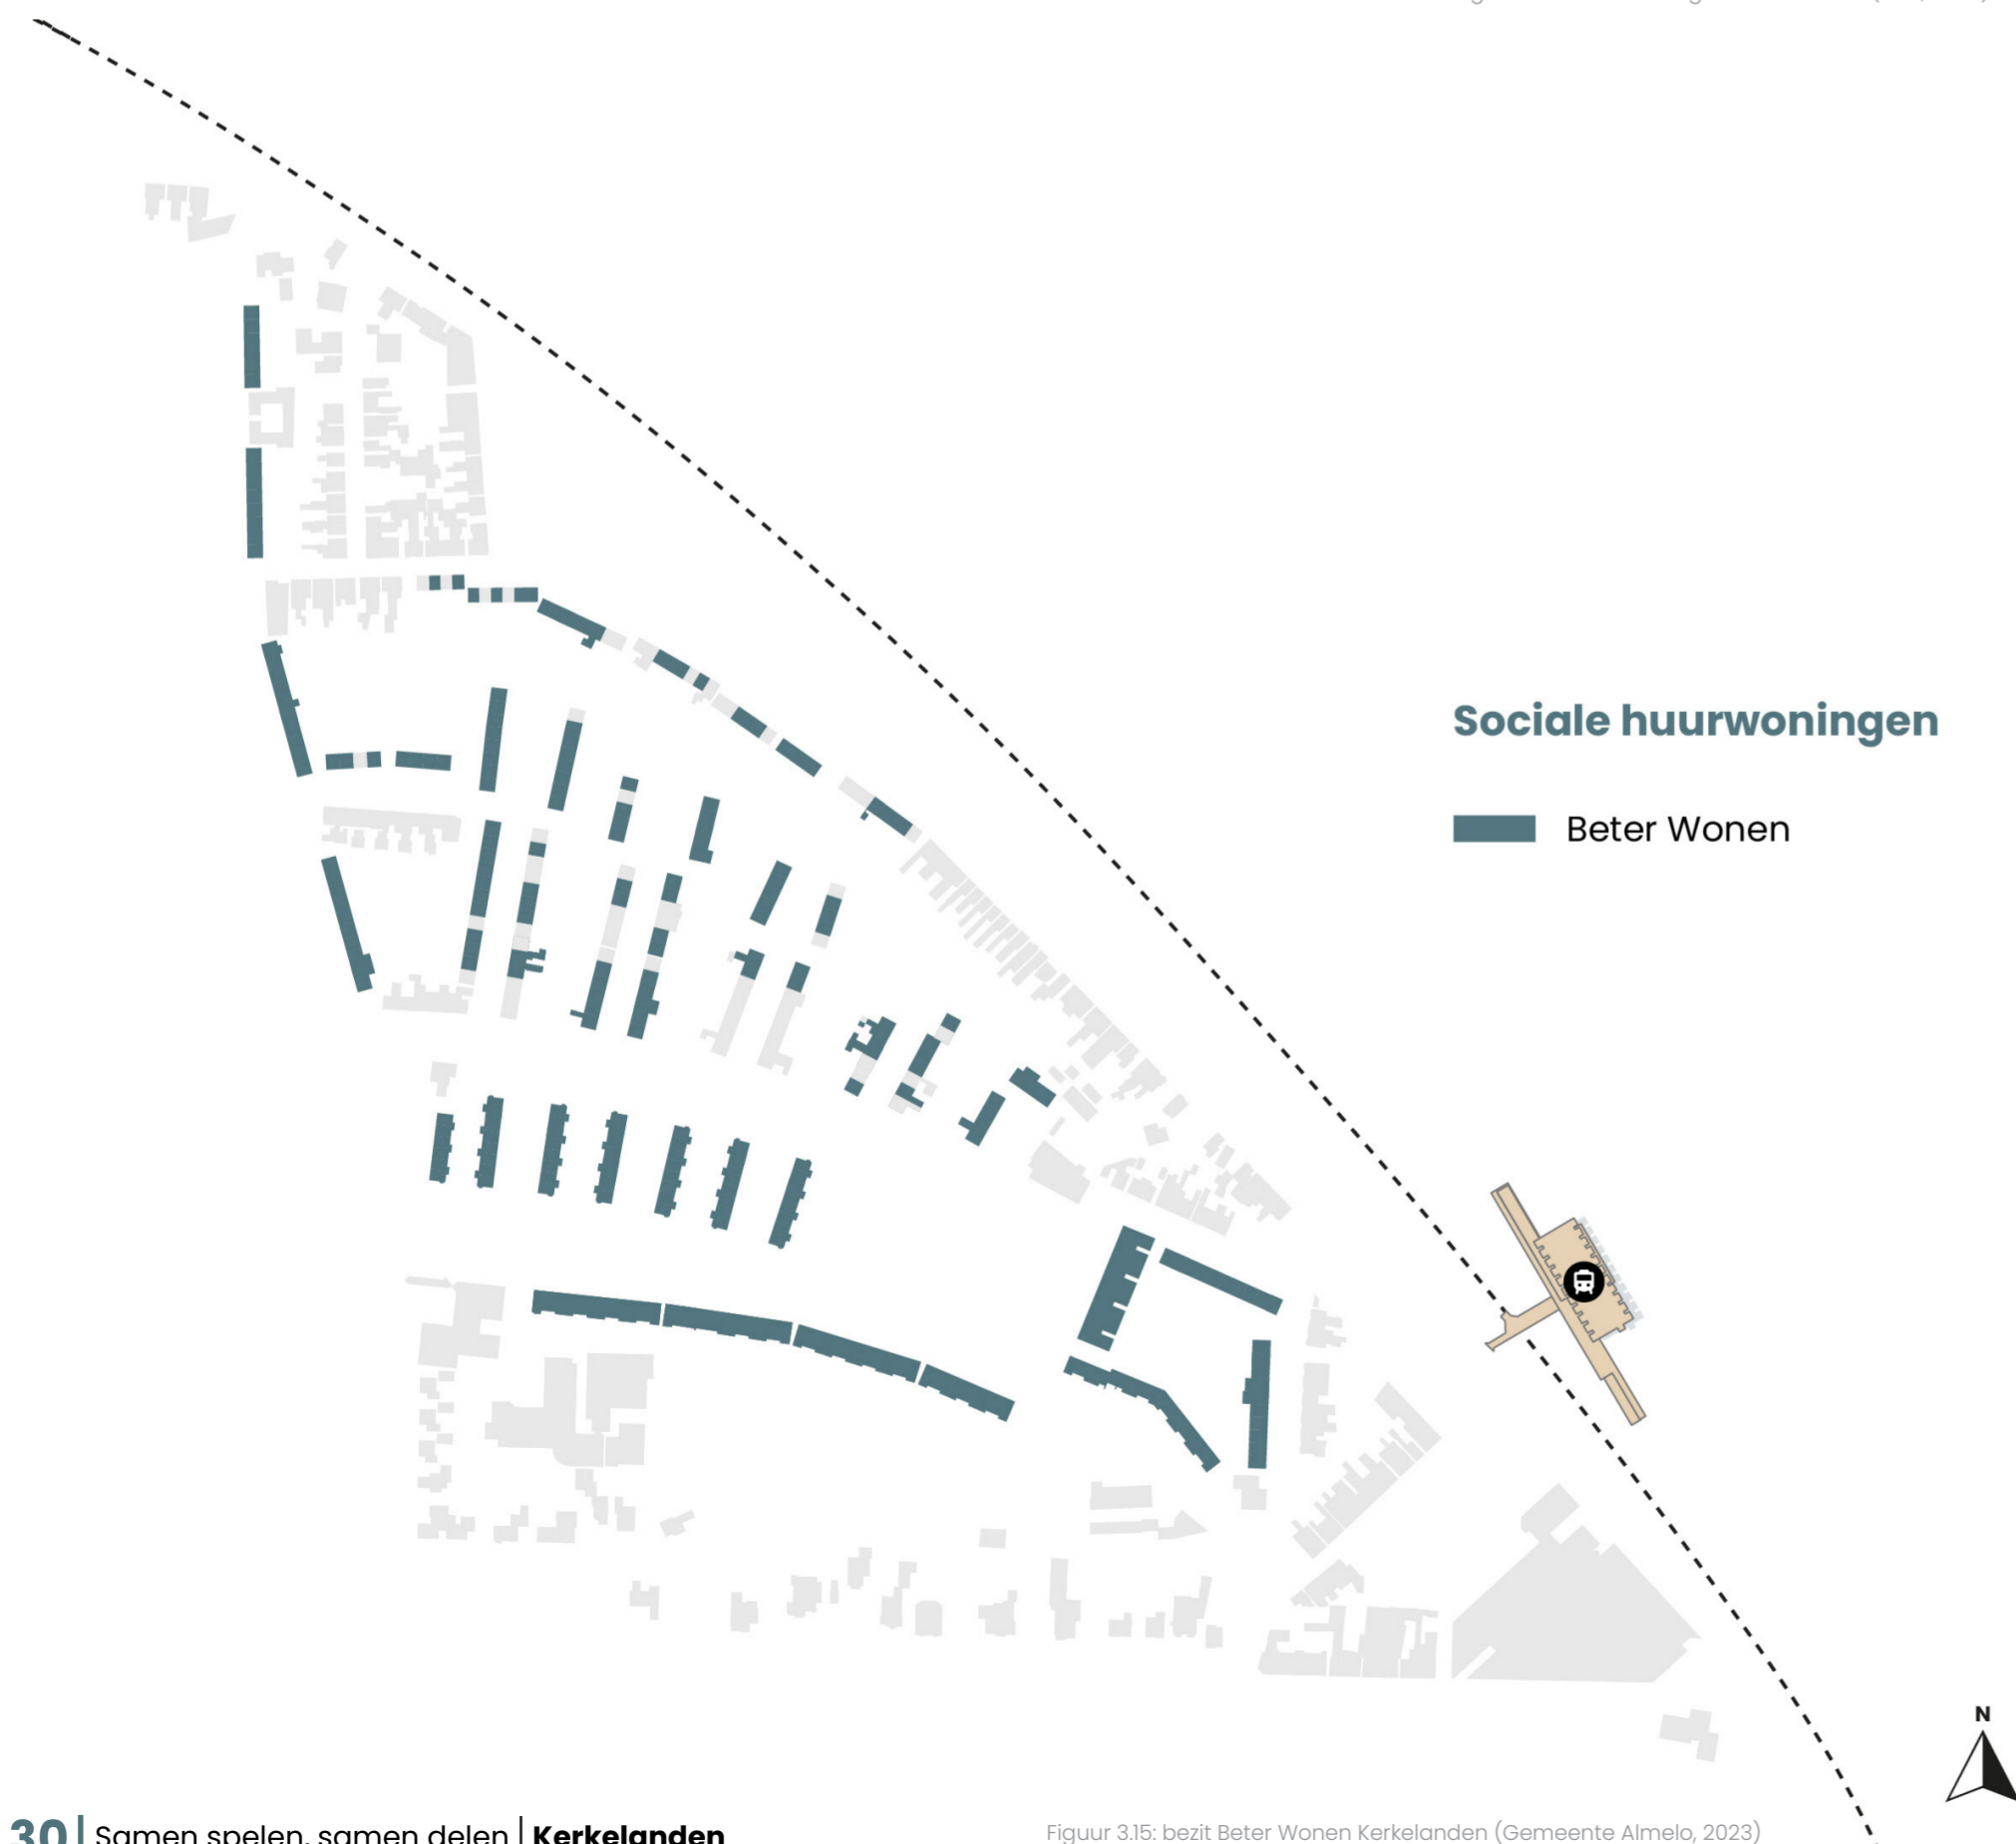 Sociale huurwoningen
Beter Wonen
N
30| Samen spelen, samen delen | Kerkelanden
Figuur 3.15: bezit Beter Wonen Kerkelanden (Gemeente Almelo, 2023)